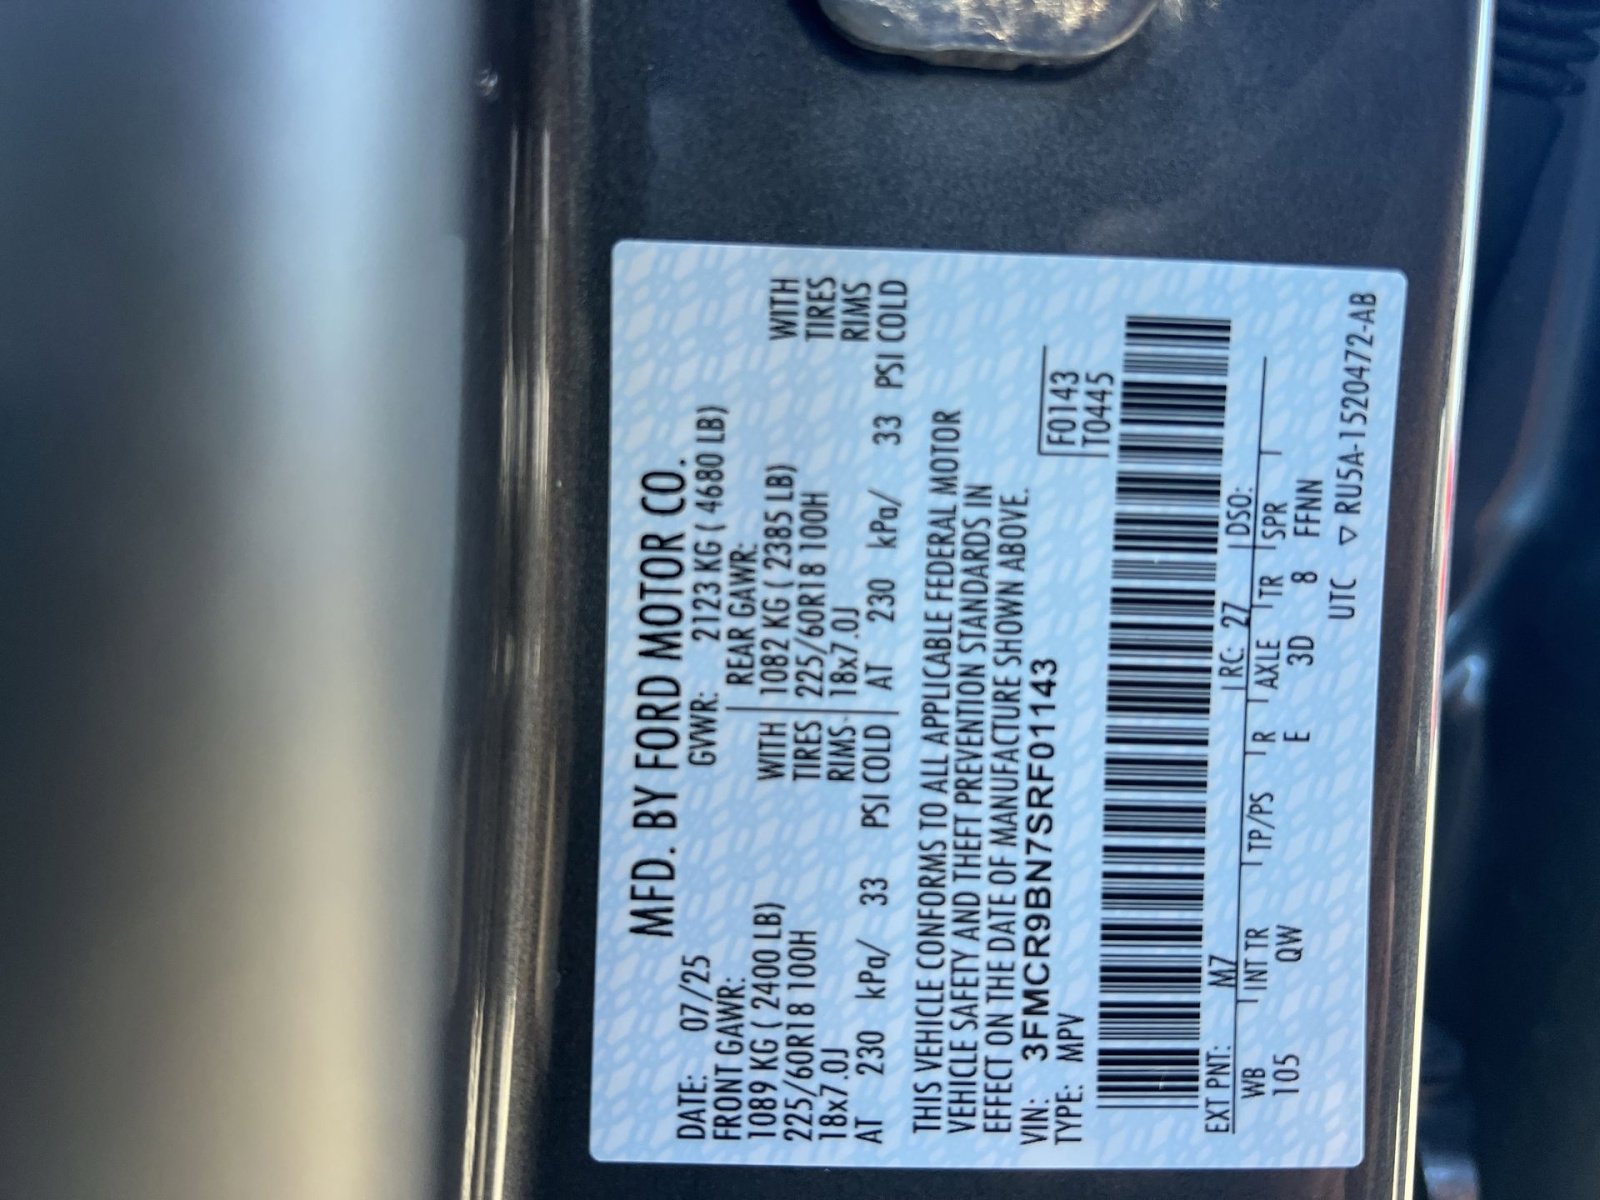 MFD. BY FORD MOTOR CO.
DATE: 07/25 GVWR: 2123 KG ( 4680 LB)
FRONT GAWR: REAR GAWR:
1089 KG ( 2400 LB) WITH 1082 KG ( 2385 LB) WITH
225/60R18 100H TIRES 225/60R18 100H TIRES
18x7.0J RIMS 18x7.0J RIMS
AT 230 kPa/ 33 PSI COLD AT 230 kPa/ 33 PSI COLD
THIS VEHICLE CONFORMS TO ALL APPLICABLE FEDERAL MOTOR
VEHICLE SAFETY AND THEFT PREVENTION STANDARDS IN
EFFECT ON THE DATE OF MANUFACTURE SHOWN ABOVE.
VIN: 3FMCR9BN7SRF01143 F0143
TYPE: MPV T0445
EXT PNT: M7 RC: 27 DSO:
WB INT TR TP/PS R AXLE TR SPR
105 QW E 3D 8 FFNN
UTC ▽ RU5A-1520472-AB